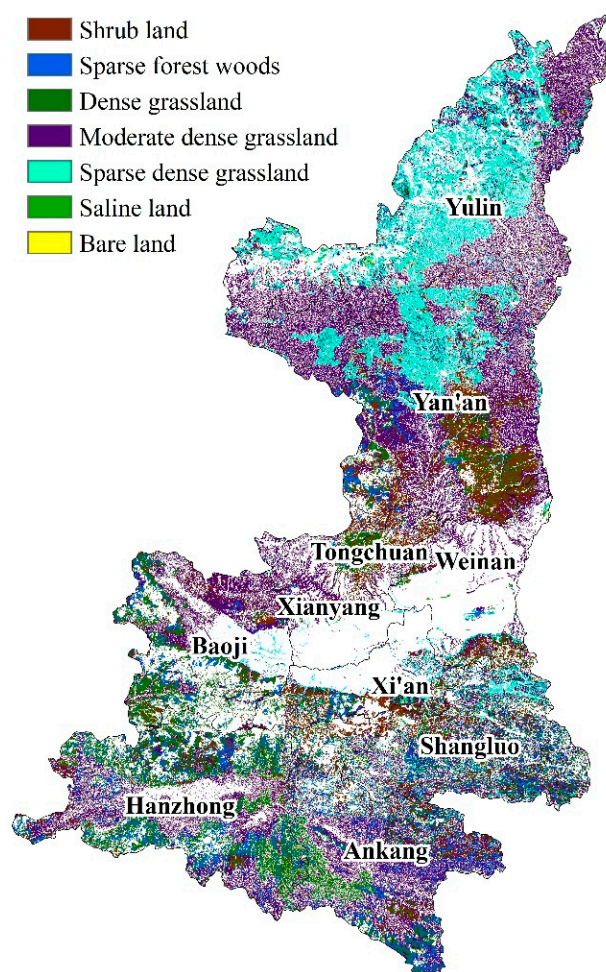 Shrub land
Sparse forest woods
Dense grassland
Moderate dense grassland
Sparse dense grassland
Saline land
Bare land
Yulin
Yan'an
Tongchuan
Weinan
Xianyang
Baoji
Xi'an
Shangluo
Hanzhong
Ankang